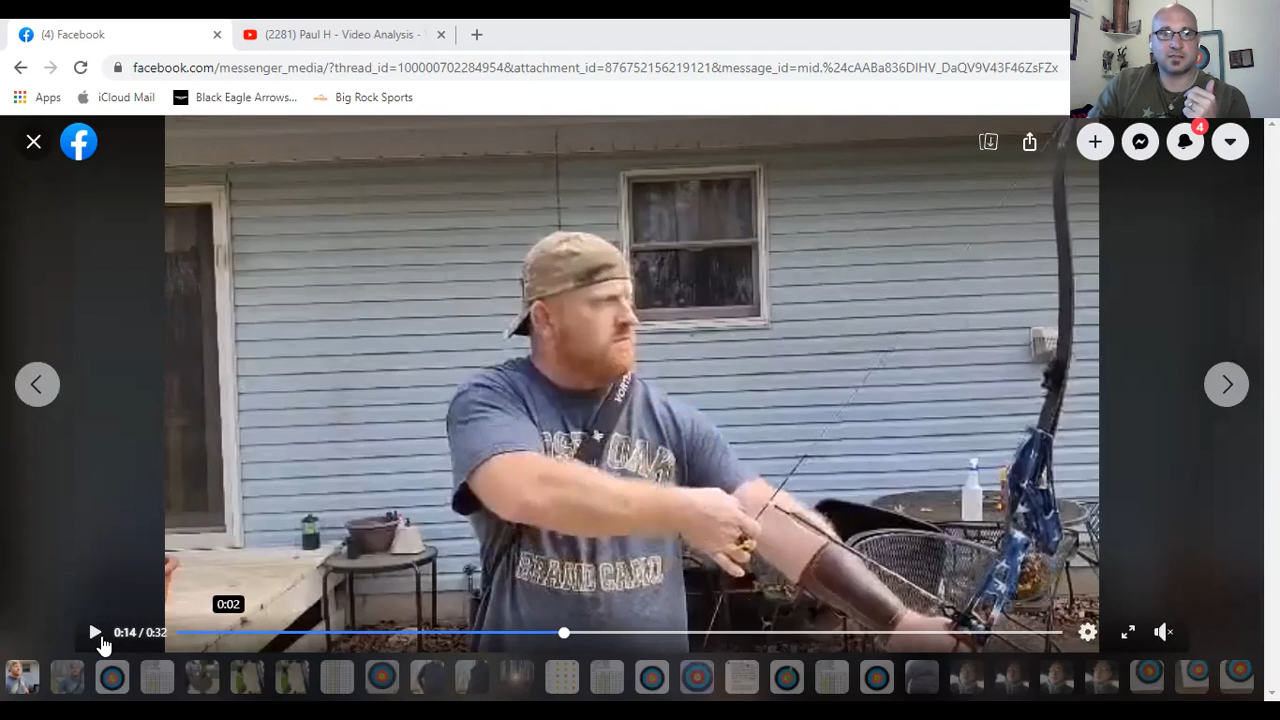 (4) Facebook
(2281) Paul H - Video Analysis -
facebook.com/messenger_media/?thread_id=100000702283554&attachment_id=876752156219121&message_id=mid.%24cAABa836DIHV_DaQV9V43F46ZsFZx
Apps
iCloud Mail
Black Eagle Arrows...
Big Rock Sports
4
0:02
0:14 / 0:32